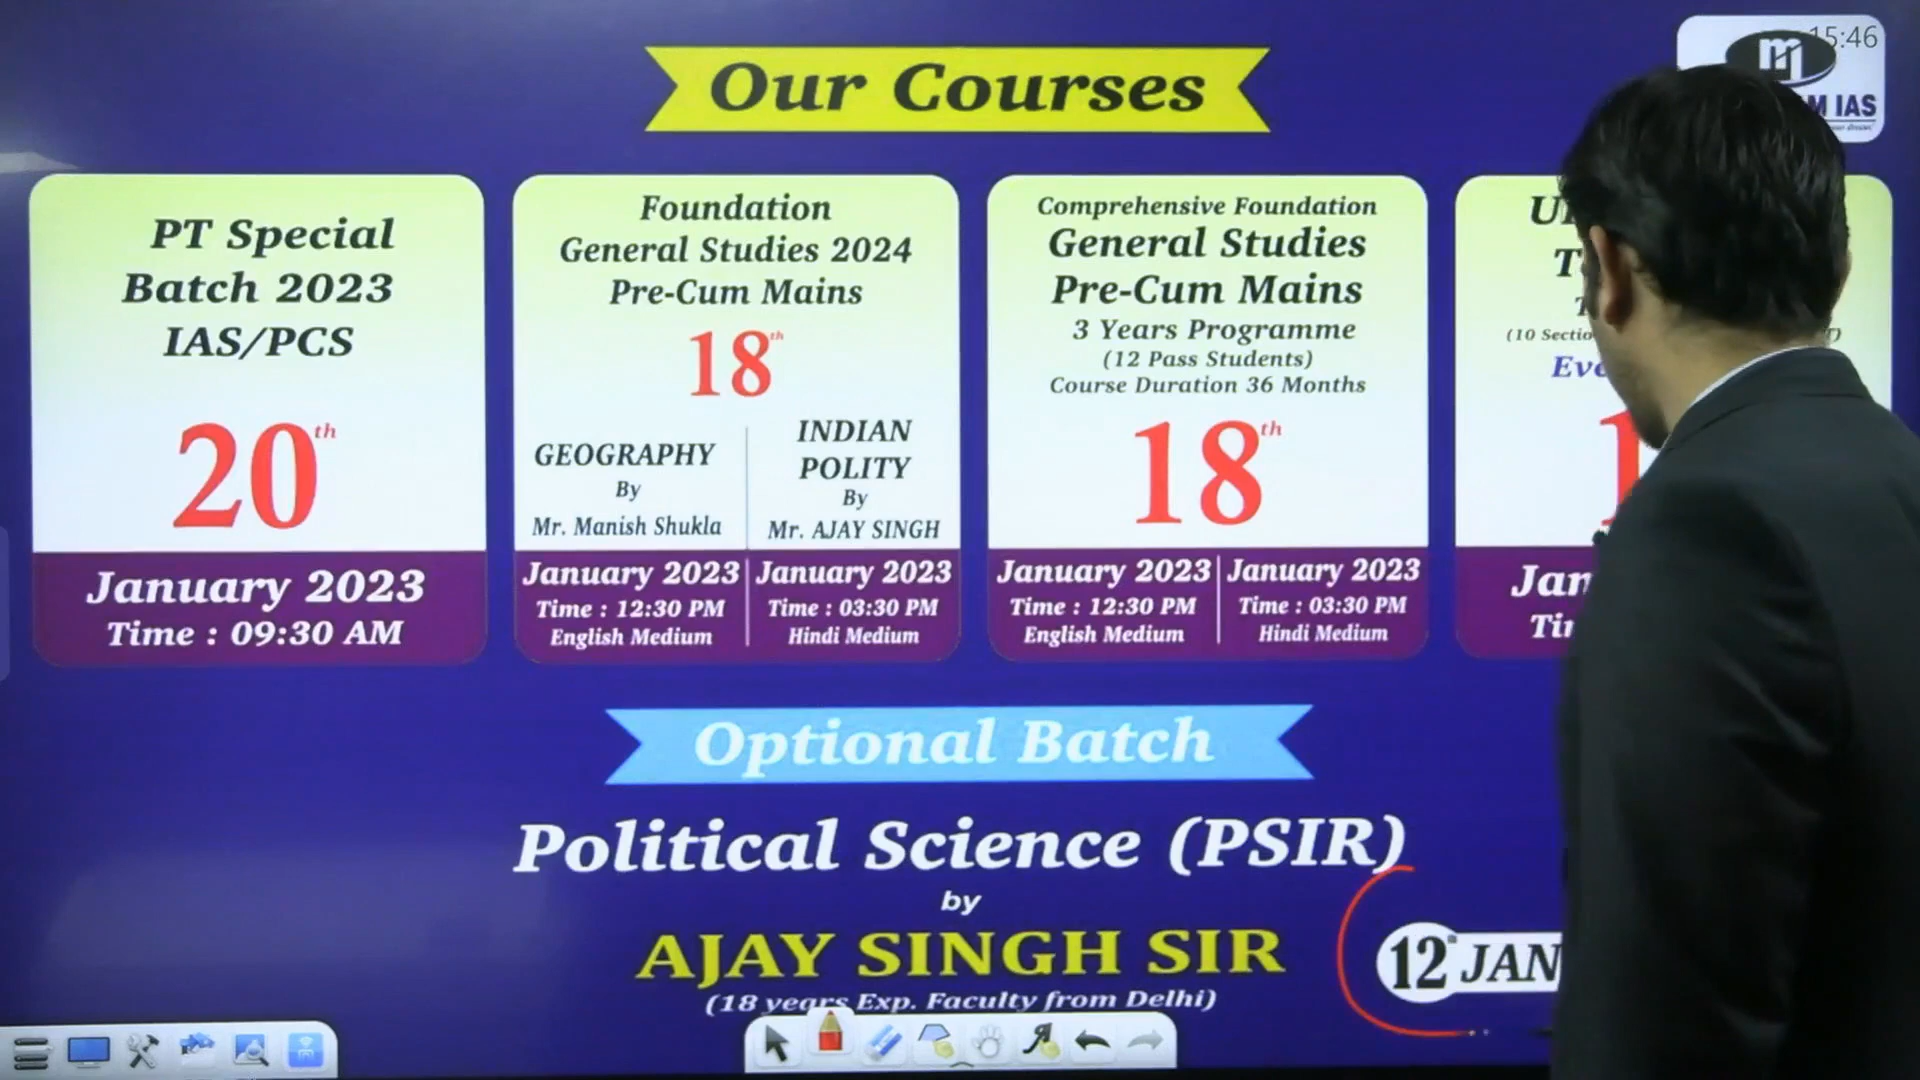 Our Courses
15:46
M IAS
PT Special
Batch 2023
IAS/PCS
20th
January 2023
Time : 09:30 AM
Foundation
General Studies 2024
Pre-Cum Mains
18th
GEOGRAPHY
By
Mr. Manish Shukla
INDIAN
POLITY
By
Mr. AJAY SINGH
January 2023
Time : 12:30 PM
English Medium
January 2023
Time : 03:30 PM
Hindi Medium
Comprehensive Foundation
General Studies
Pre-Cum Mains
3 Years Programme
(12 Pass Students)
Course Duration 36 Months
18th
January 2023
Time : 12:30 PM
English Medium
January 2023
Time : 03:30 PM
Hindi Medium
(10
Jan
Optional Batch
Political Science (PSIR)
by
AJAY SINGH SIR
(18 years Exp. Faculty from Delhi)
12th JAN